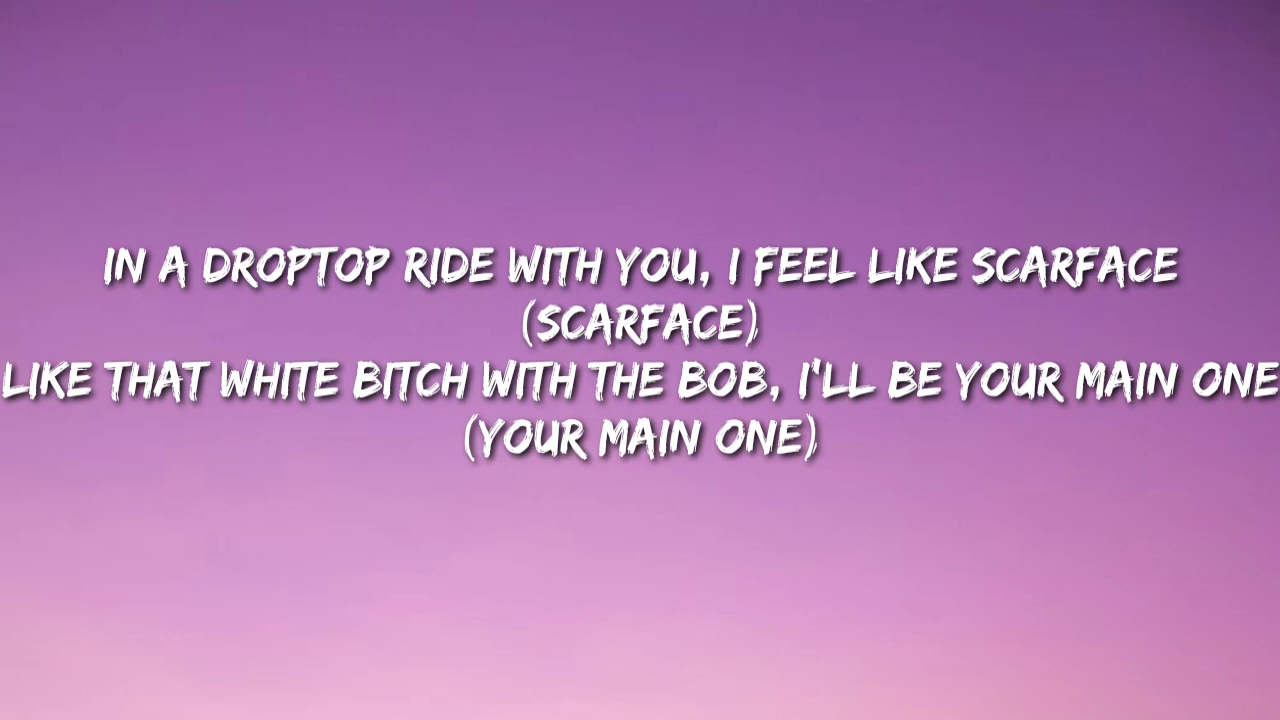 IN A DROPTOP RIDE WITH YOU, I FEEL LIKE SCARFACE
(SCARFACE)
LIKE THAT WHITE BITCH WITH THE BOB, I'LL BE YOUR MAIN ONE
(YOUR MAIN ONE)